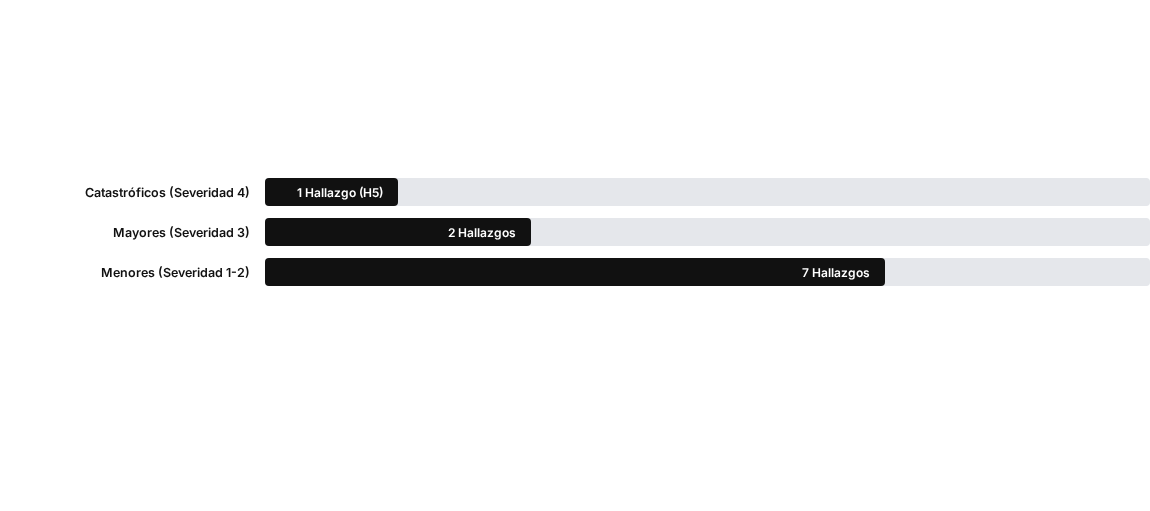 Catastróficos (Severidad 4) 1 Hallazgo (H5)
Mayores (Severidad 3) 2 Hallazgos
Menores (Severidad 1-2) 7 Hallazgos